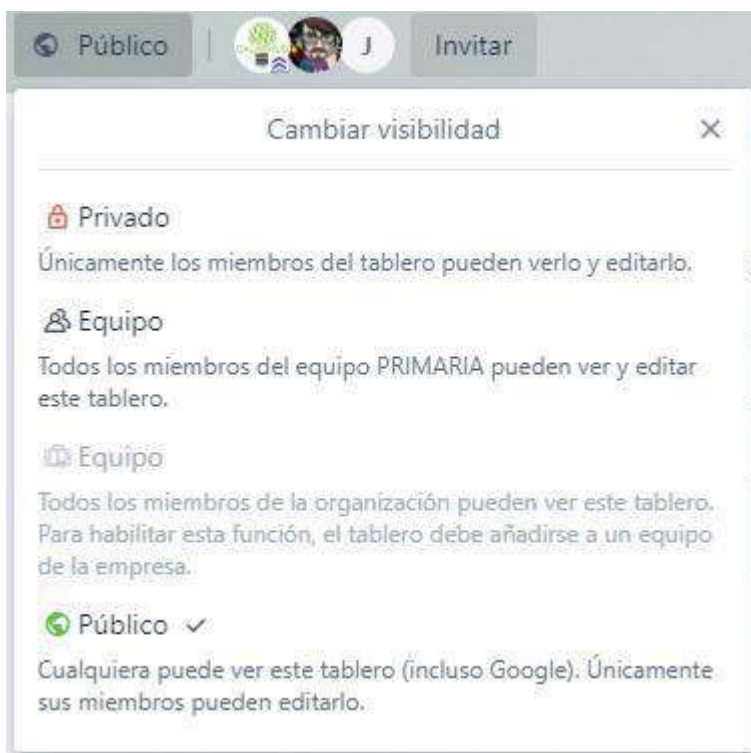 Público
J
Invitar
Cambiar visibilidad
Privado
Únicamente los miembros del tablero pueden verlo y editarlo.
Equipo
Todos los miembros del equipo PRIMARIA pueden ver y editar
este tablero.
Equipo
Todos los miembros de la organización pueden ver este tablero.
Para habilitar esta función, el tablero debe añadirse a un equipo
de la empresa.
Público
Cualquiera puede ver este tablero (incluso Google). Únicamente
sus miembros pueden editarlo.